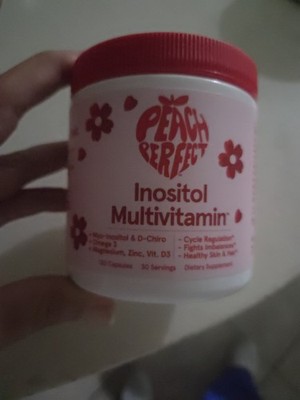 PEACH
PERFECT
Inositol
Multivitamin*
- Myo-Inositol & D-Chiro
- Omega 3
- Magnesium, Zinc, Vit. D3
- Cycle Regulation*
- Fights Imbalances*
- Healthy Skin & Hair*
Capsules
Servings
Dietary Supplement